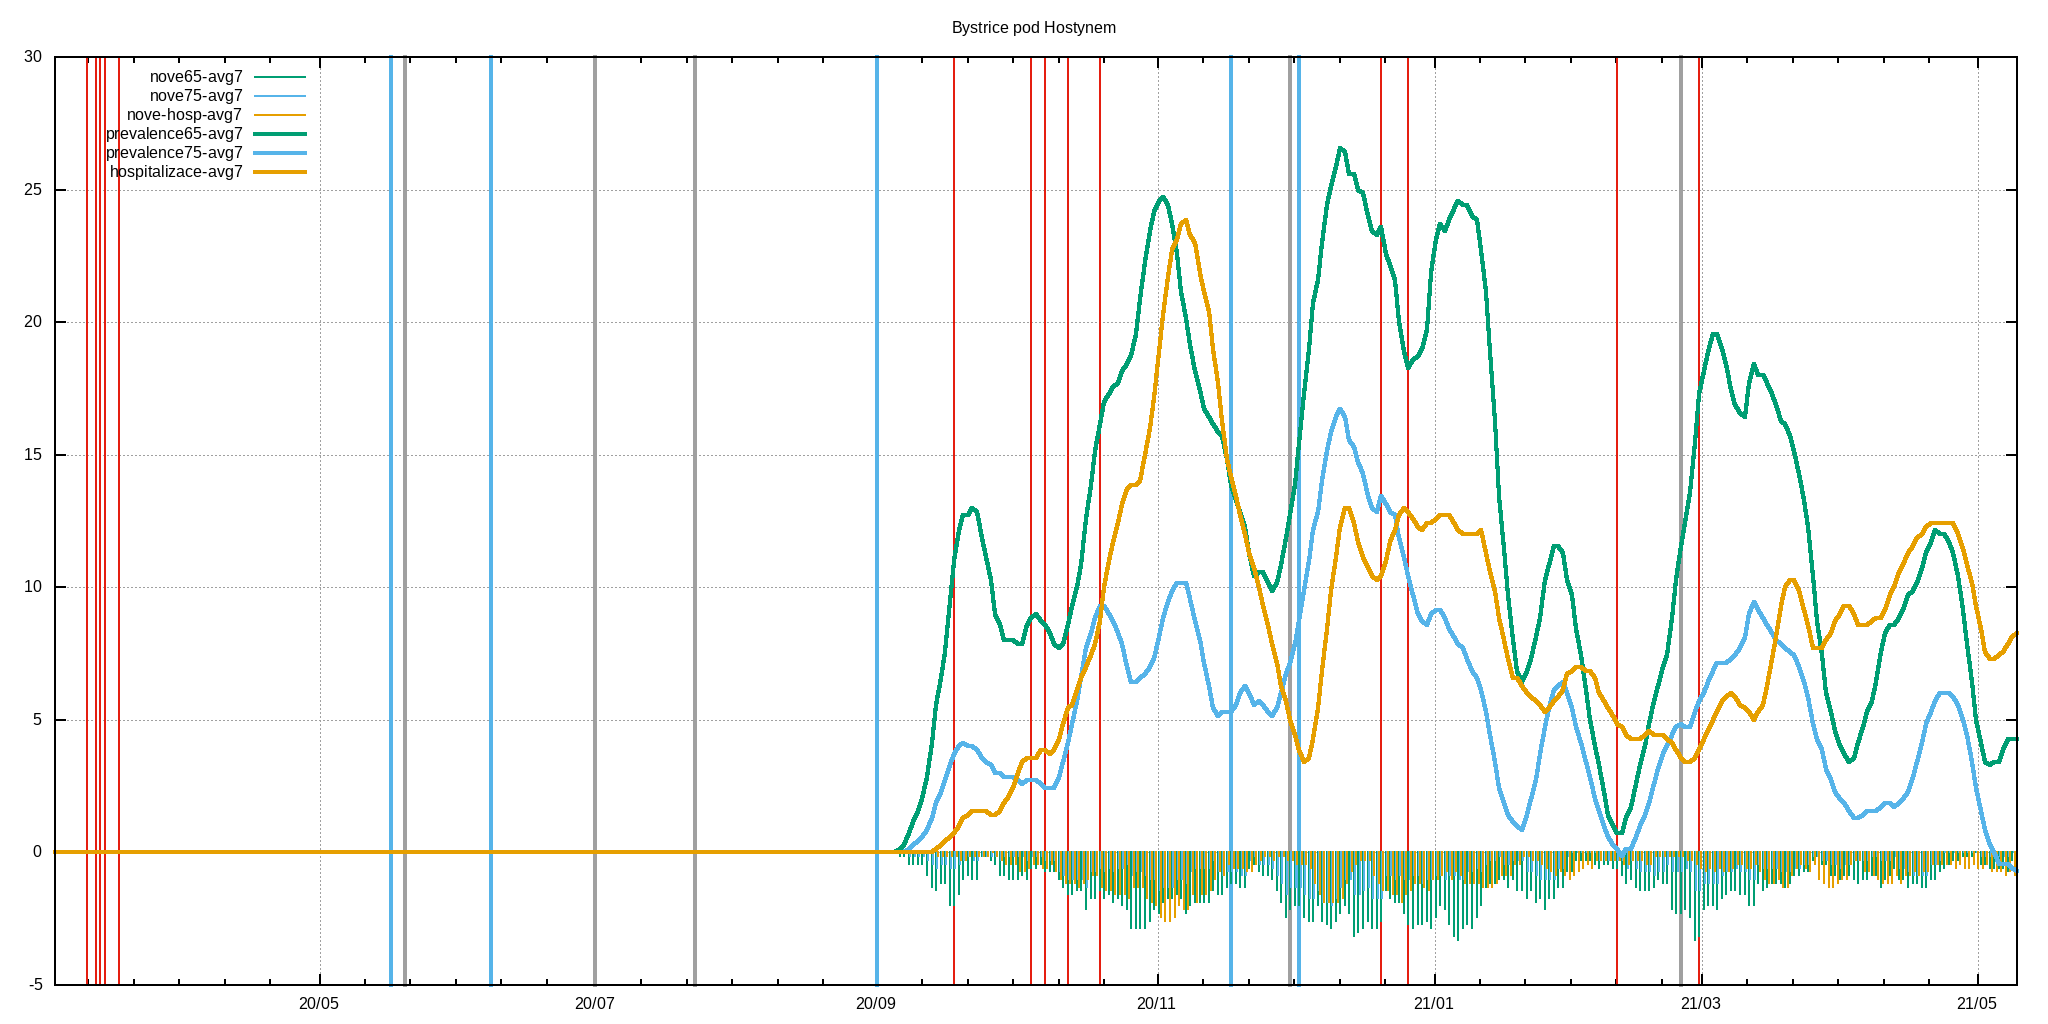 Bystrice pod Hostynem
30
nove65-avg7
nove75-avg7
nove-hosp-avg7
prevalence65-avg7
prevalence75-avg7
hospitalizace-avg7
25
20
15
10
5
0
-5
20/05 20/07 20/09 20/11 21/01 21/03 21/05